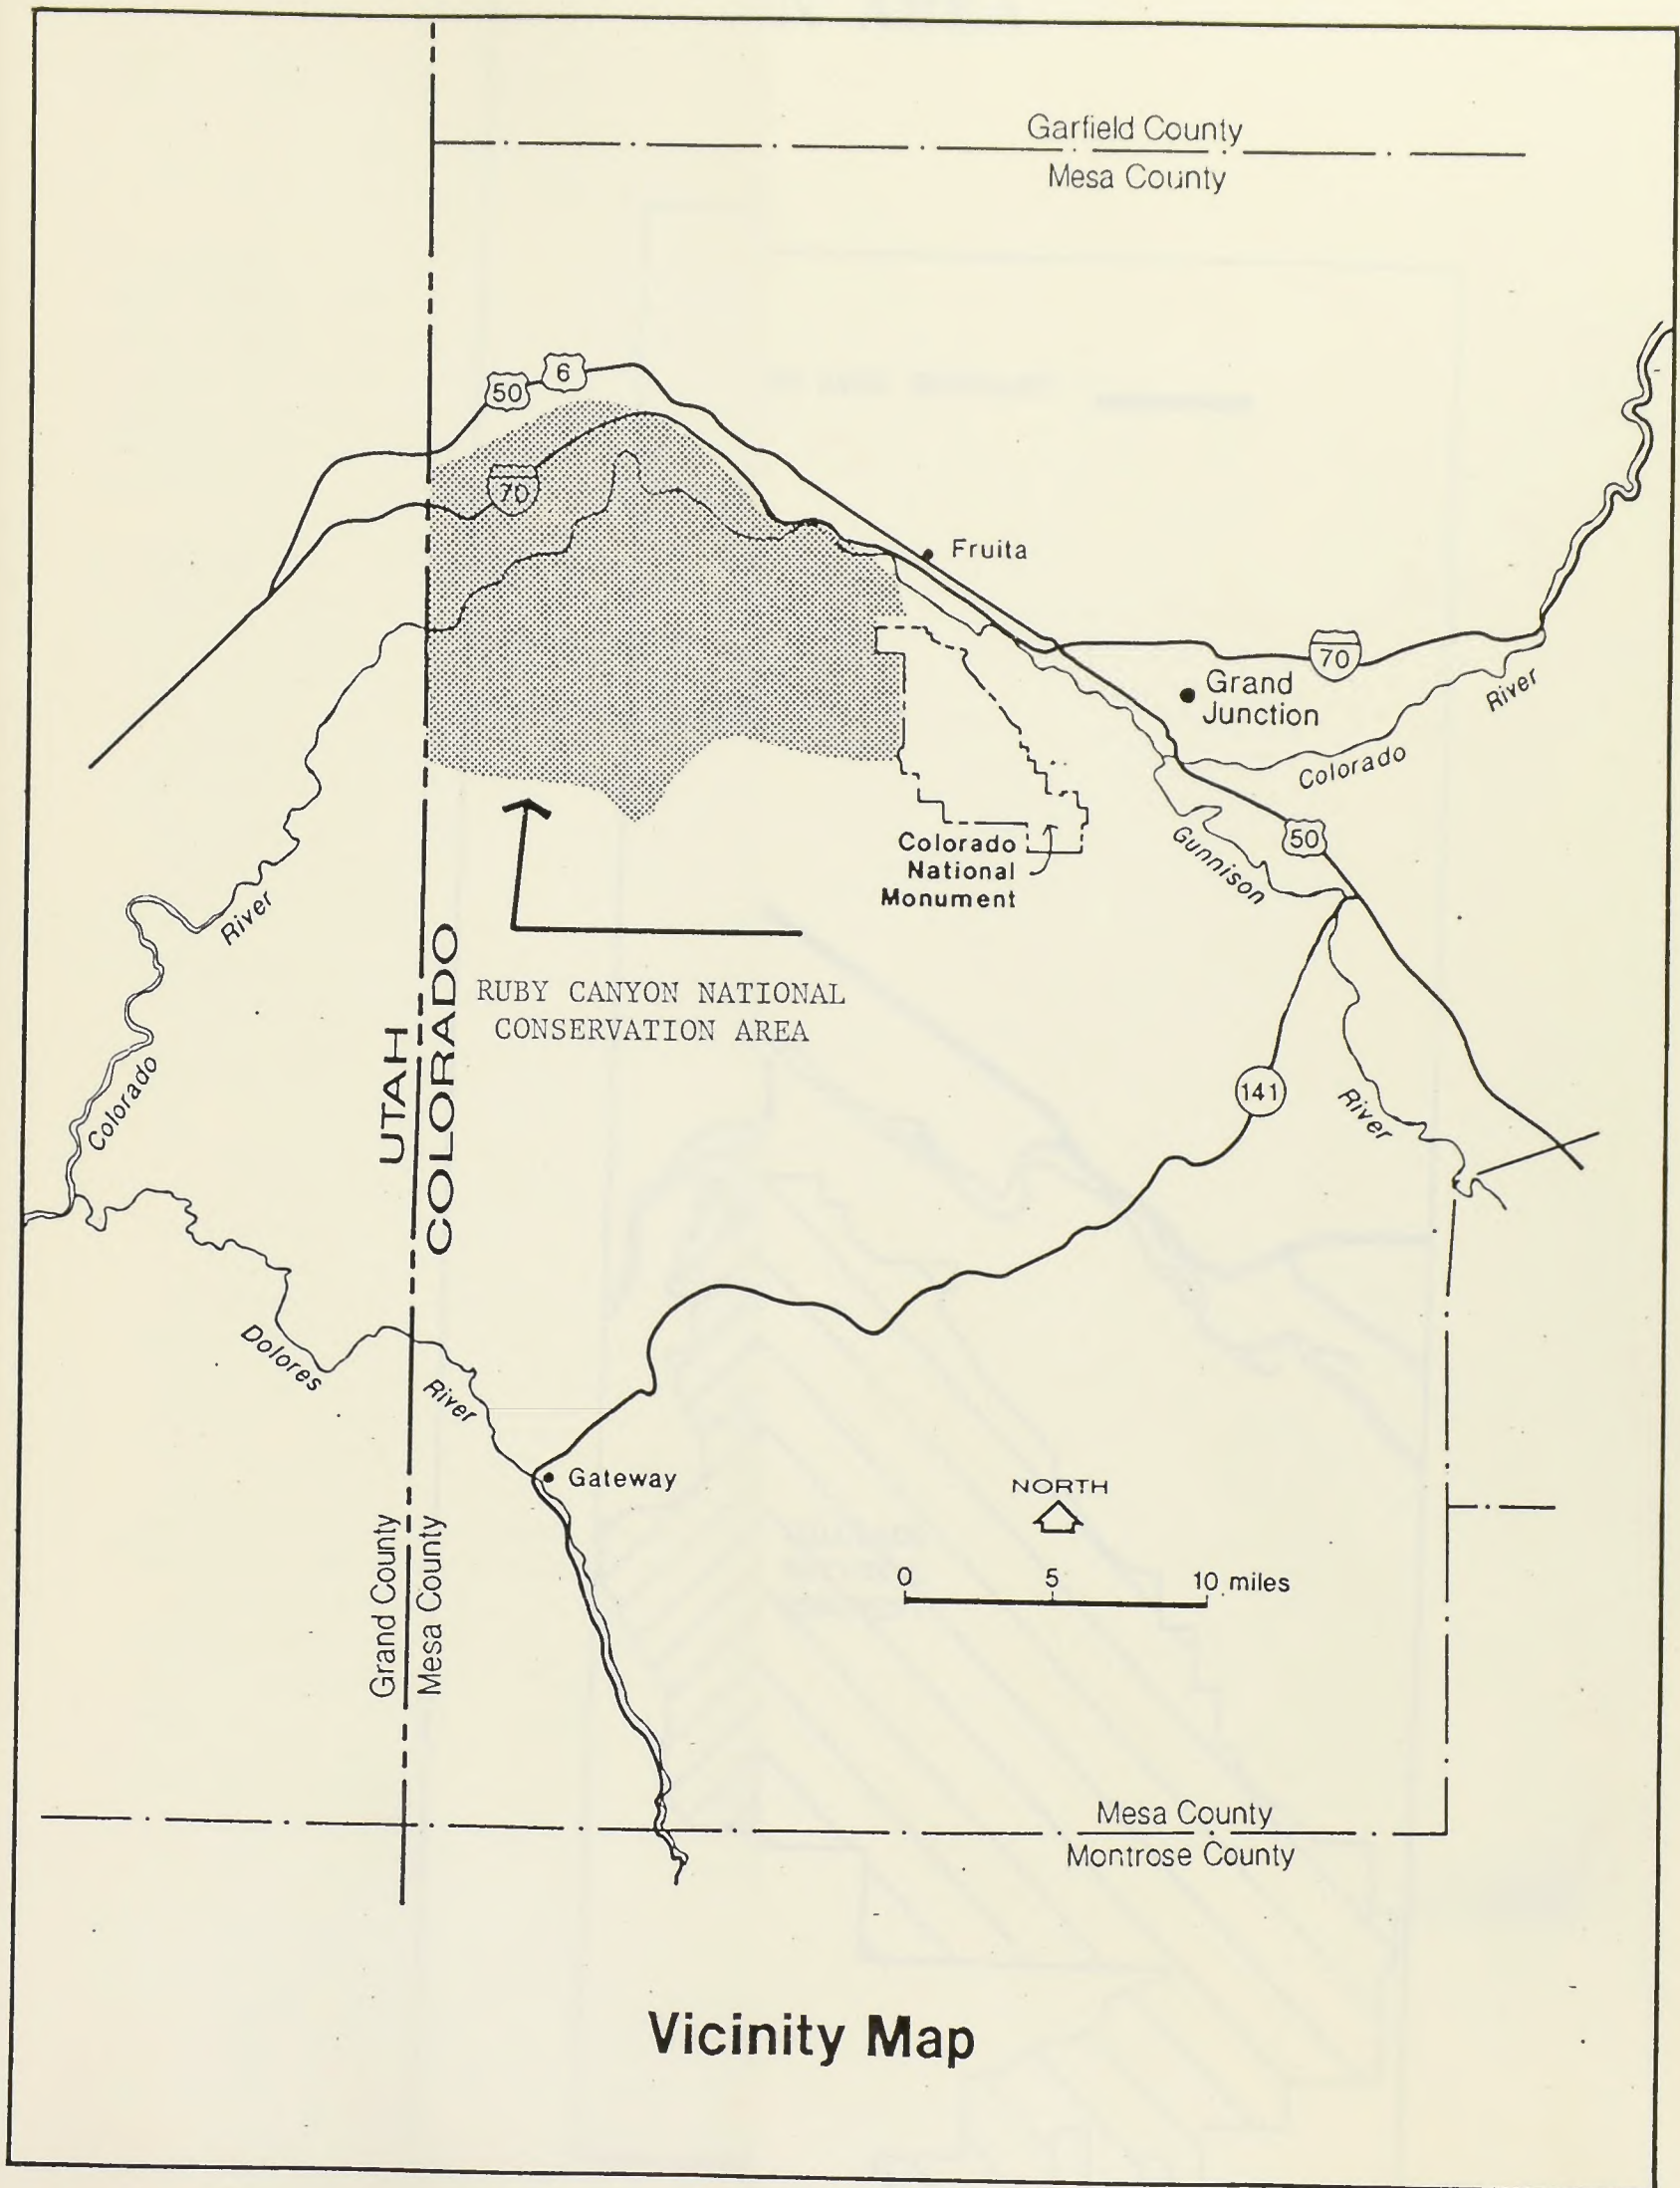 Garfield County
Mesa County
6
50
70
Fruita
70
Grand
Junction
River
Colorado
50
Gunnison
Colorado
National
Monument
River
RUBY CANYON NATIONAL
CONSERVATION AREA
UTAH
COLORADO
Colorado
141
River
Dolores
River
Gateway
NORTH
0 5 10 miles
Grand County
Mesa County
Mesa County
Montrose County
Vicinity Map